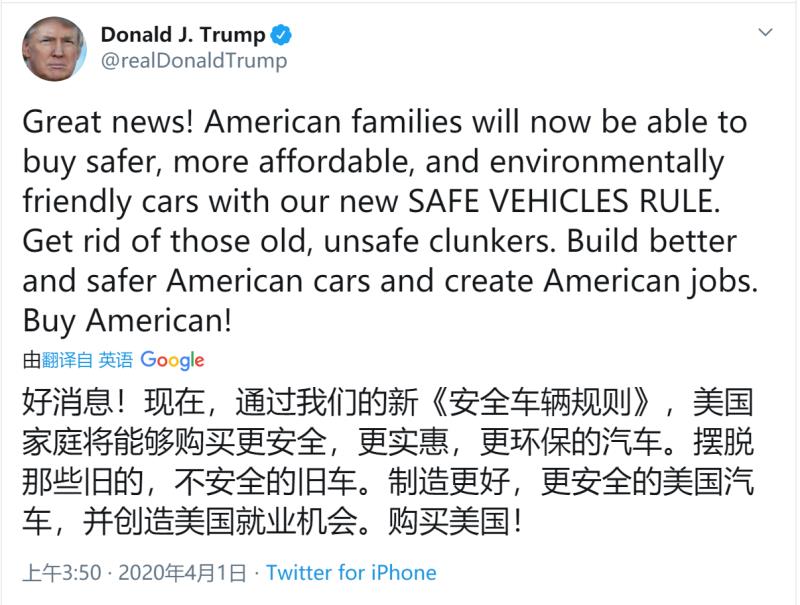 Donald J. Trump
@realDonaldTrump
Great news! American families will now be able to
buy safer, more affordable, and environmentally
friendly cars with our new SAFE VEHICLES RULE.
Get rid of those old, unsafe clunkers. Build better
and safer American cars and create American jobs.
Buy American!
由翻译自 英语 Google
好消息！现在，通过我们的新《安全车辆规则》，美国
家庭将能够购买更安全，更实惠，更环保的汽车。摆脱
那些旧的，不安全的旧车。制造更好，更安全的美国汽
车，并创造美国就业机会。购买美国！
上午3:50 · 2020年4月1日 · Twitter for iPhone